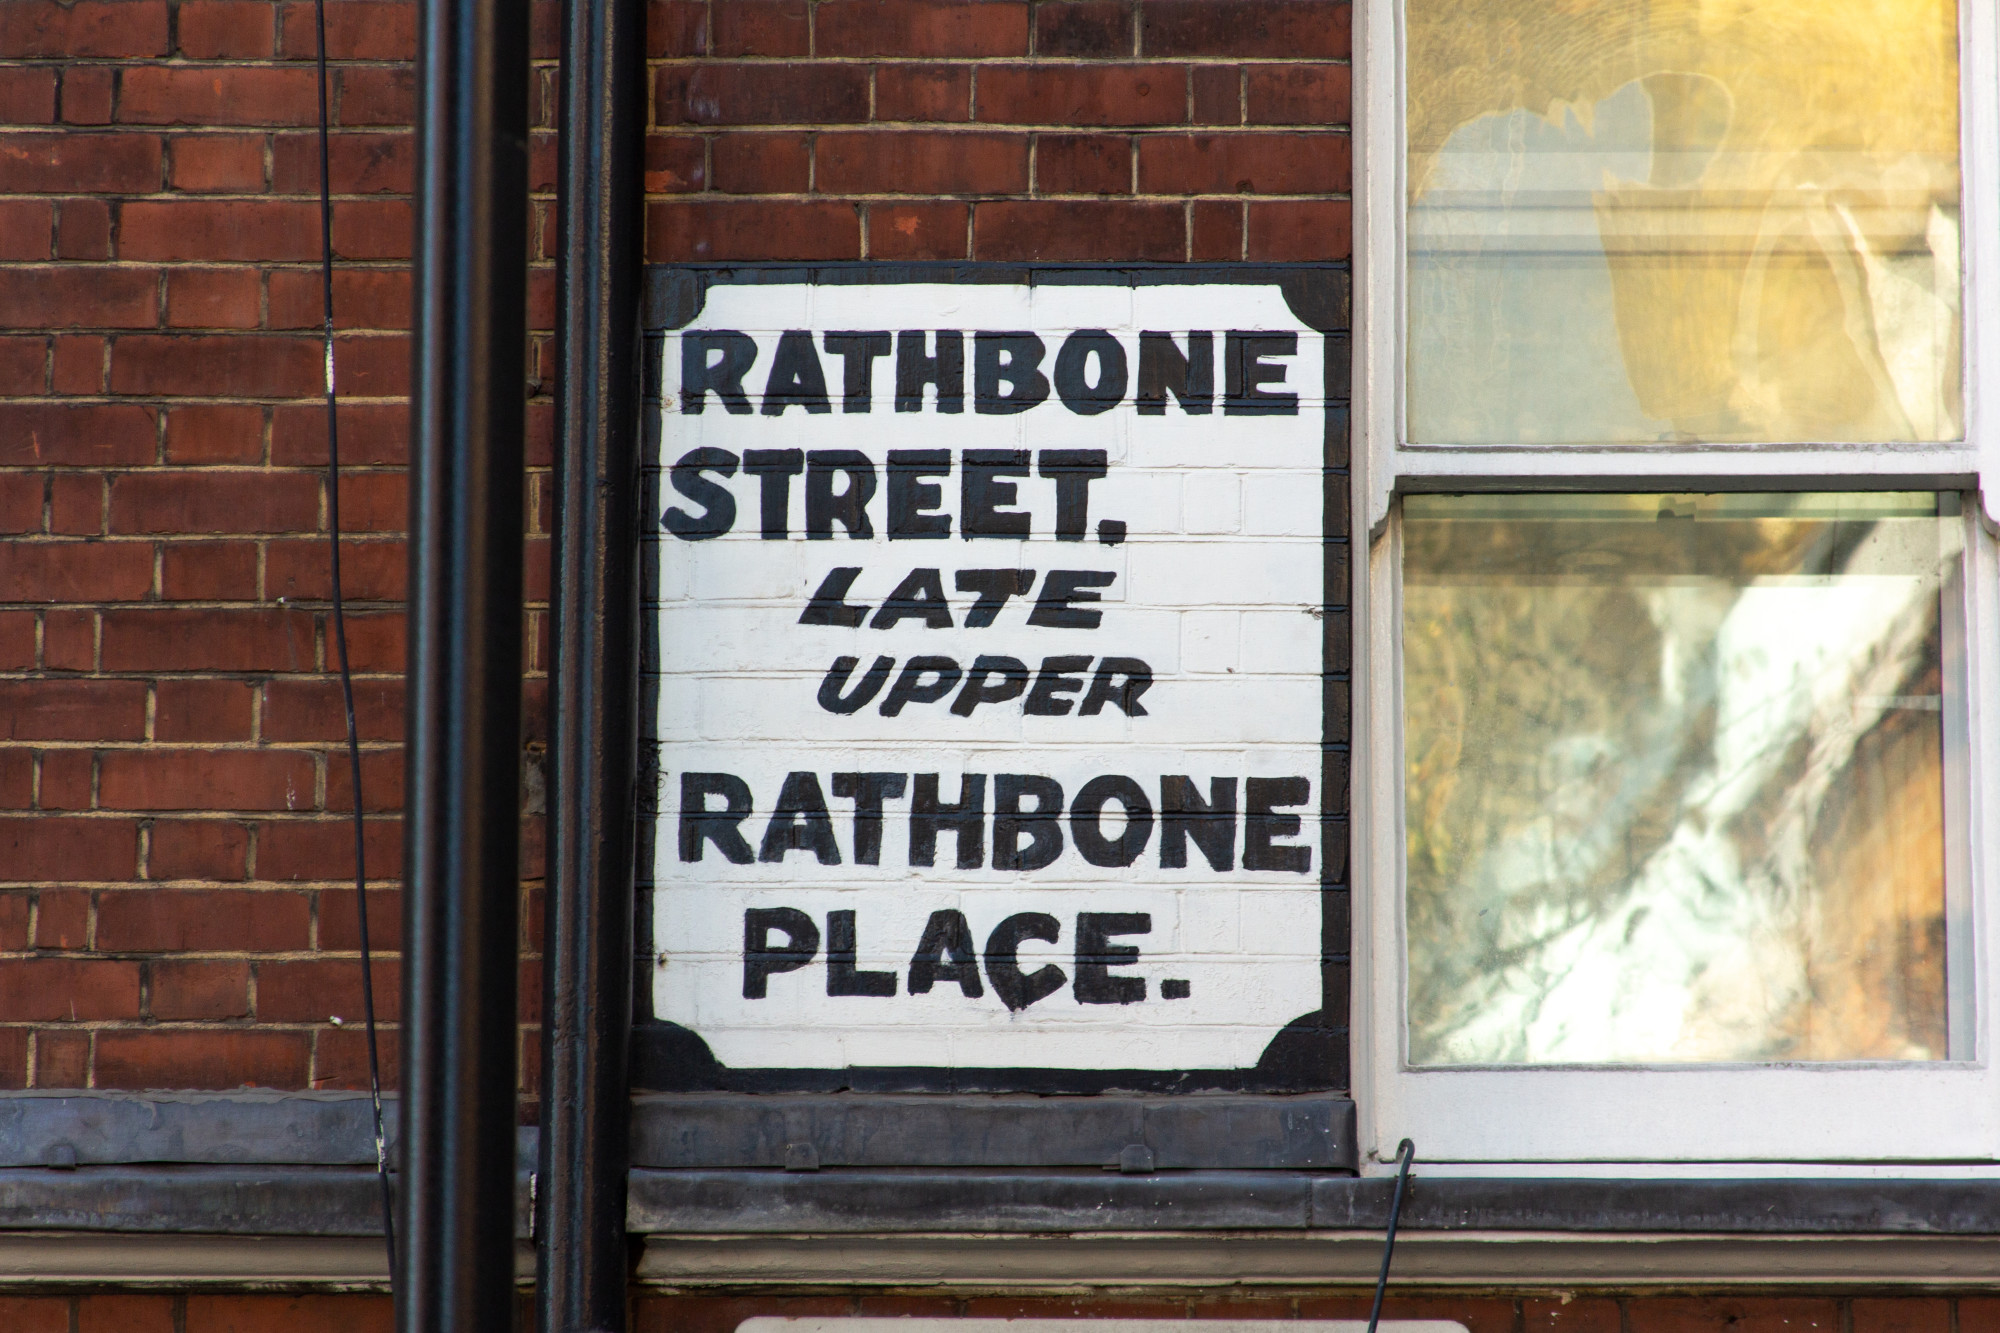 RATHBONE
STREET.
LATE
UPPER
RATHBONE
PLACE.